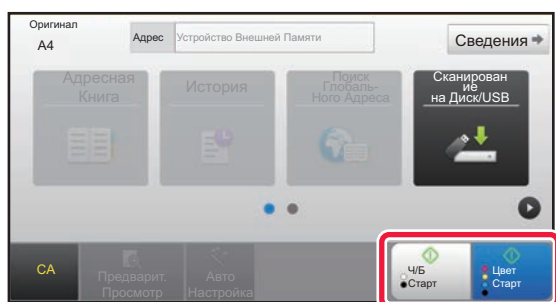 Оригинал
A4
Адрес
Устройство Внешней Памяти
Сведения
Адресная
Книга
История
Поиск
Глобаль-
Ного Адреса
Сканирован
ие
на Диск/USB
CA
Предварит.
Просмотр
Авто
Настройка
Ч/Б
Старт
Цвет
Старт